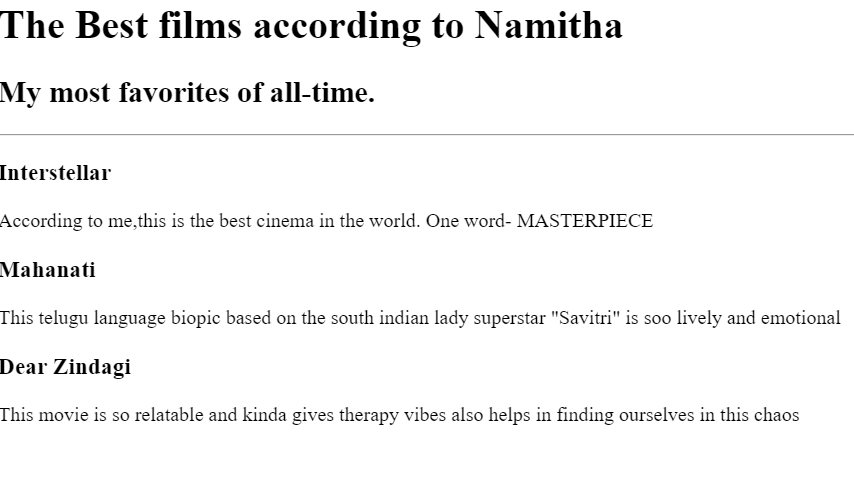 The Best films according to Namitha
My most favorites of all-time.
Interstellar
According to me,this is the best cinema in the world. One word- MASTERPIECE
Mahanati
This telugu language biopic based on the south indian lady superstar "Savitri" is soo lively and emotional
Dear Zindagi
This movie is so relatable and kinda gives therapy vibes also helps in finding ourselves in this chaos